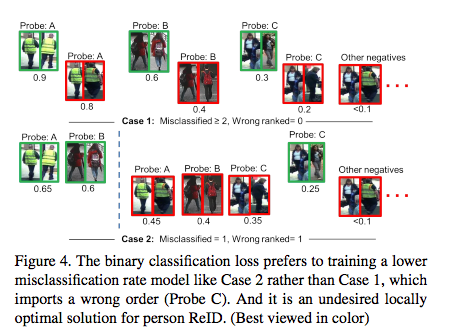 Probe: A
0.9
Probe: A
0.8
Probe: B
0.6
Probe: B
0.4
Probe: C
0.3
Probe: C
0.2
Other negatives
<0.1
Case 1: Misclassified ≥ 2, Wrong ranked= 0
Probe: A
0.65
Probe: B
0.6
Probe: A
0.45
Probe: B
0.4
Probe: C
0.35
Probe: C
0.25
Other negatives
<0.1
Case 2: Misclassified = 1, Wrong ranked= 1
Figure 4. The binary classification loss prefers to training a lower
misclassification rate model like Case 2 rather than Case 1, which
imports a wrong order (Probe C). And it is an undesired locally
optimal solution for person ReID. (Best viewed in color)